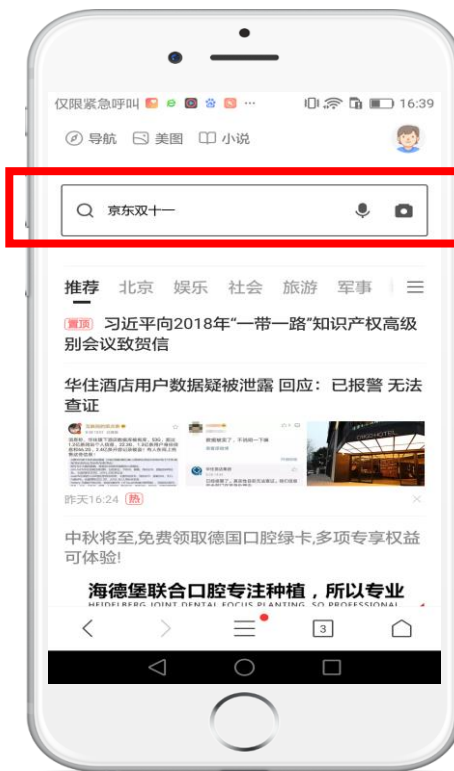 仅限紧急呼叫 … 16:39
导航 美图 小说
京东双十一
推荐 北京 娱乐 社会 旅游 军事
置顶 习近平向2018年“一带一路”知识产权高级
别会议致贺信
华住酒店用户数据疑被泄露 回应：已报警 无法
查证
昨天16:24 热
中秋将至,免费领取德国口腔绿卡,多项专享权益
可体验!
海德堡联合口腔专注种植，所以专业
HEIDELBERG JOINT DENTAL FOCUS PLANTING, SO PROFESSIONAL
3